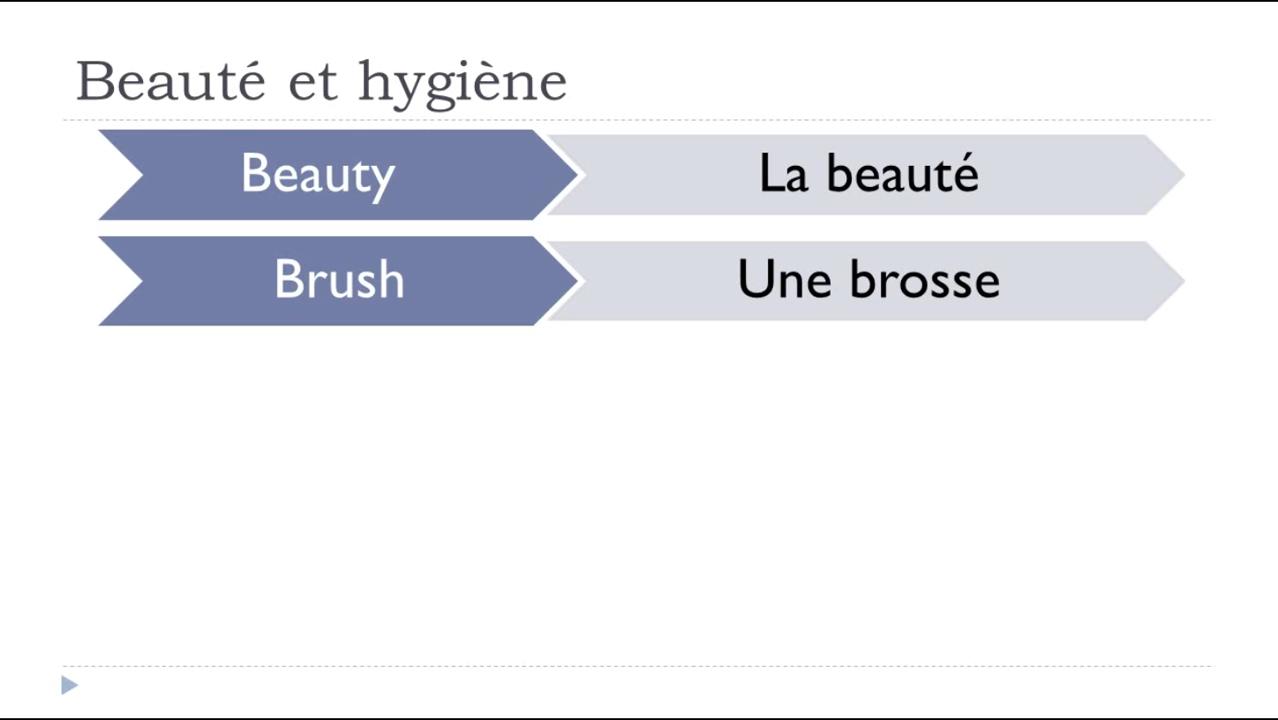 Beauté et hygiène
Beauty
La beauté
Brush
Une brosse